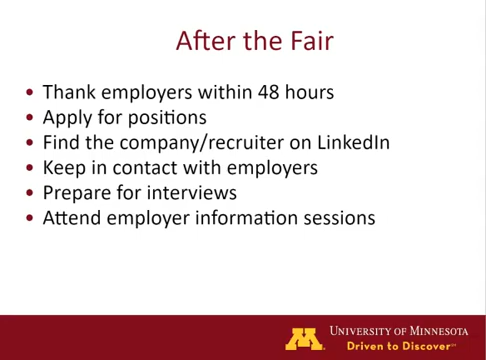 After the Fair
• Thank employers within 48 hours
• Apply for positions
• Find the company/recruiter on LinkedIn
• Keep in contact with employers
• Prepare for interviews
• Attend employer information sessions
M
UNIVERSITY OF MINNESOTA
Driven to Discover℠